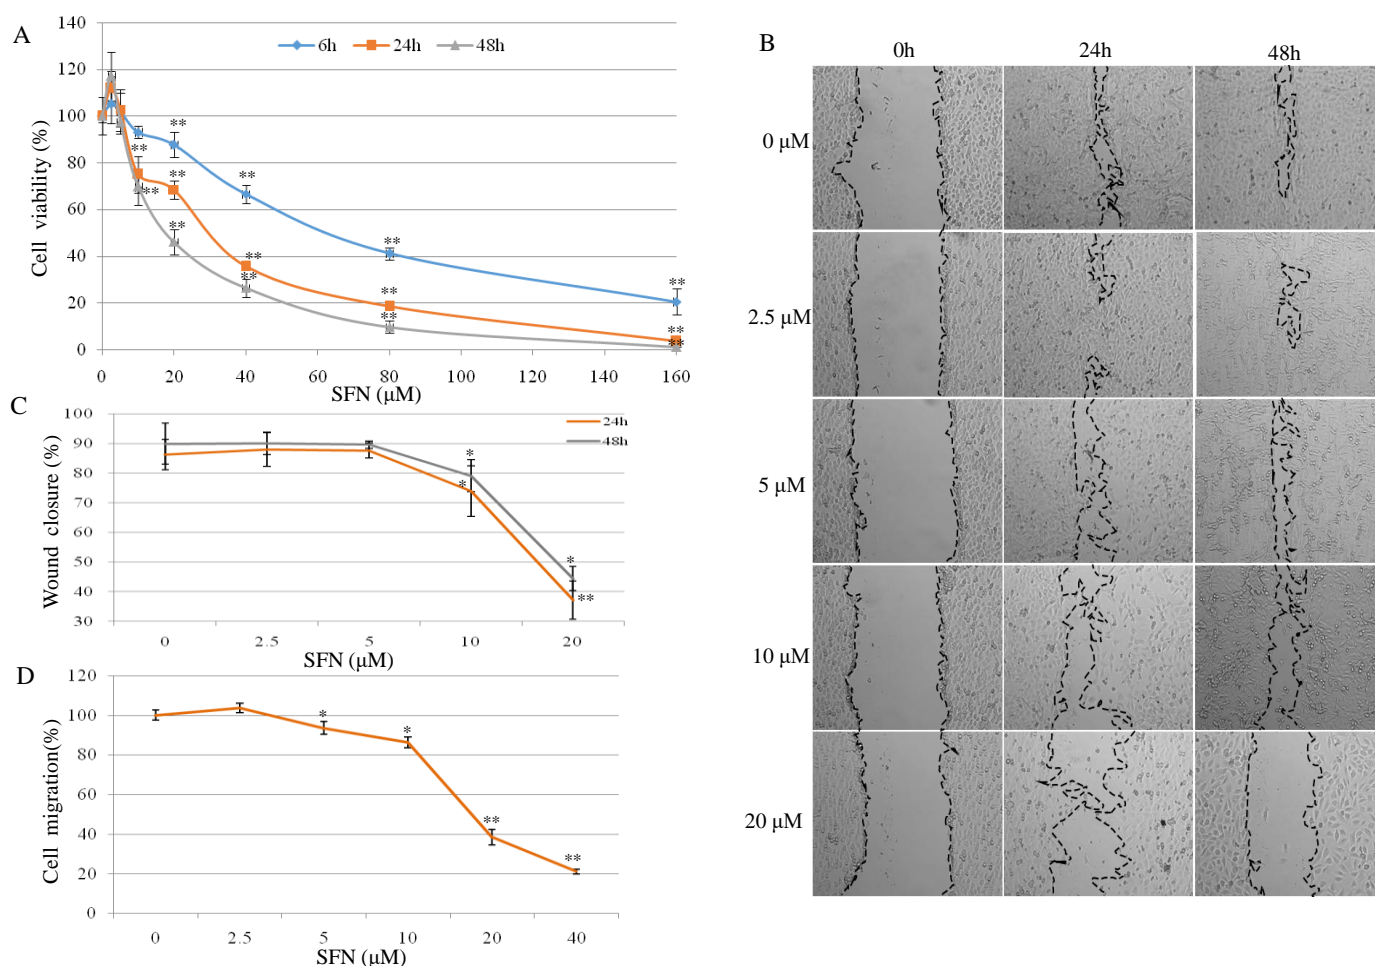 A
140
120
100
80
60
40
20
0
6h 24h 48h
Cell viability (%)
** ** ** ** **
** ** ** **
** ** ** ** **
0 20 40 60 80 100 120 140 160
SFN (μM)
B
0h 24h 48h
0 μM
2.5 μM
5 μM
10 μM
20 μM
C
100
90
80
70
60
50
40
30
24h
48h
Wound closure (%)
* *
* **
0 2.5 5 10 20
SFN (μM)
D
120
100
80
60
40
20
0
Cell migration(%)
* * ** **
0 2.5 5 10 20 40
SFN (μM)